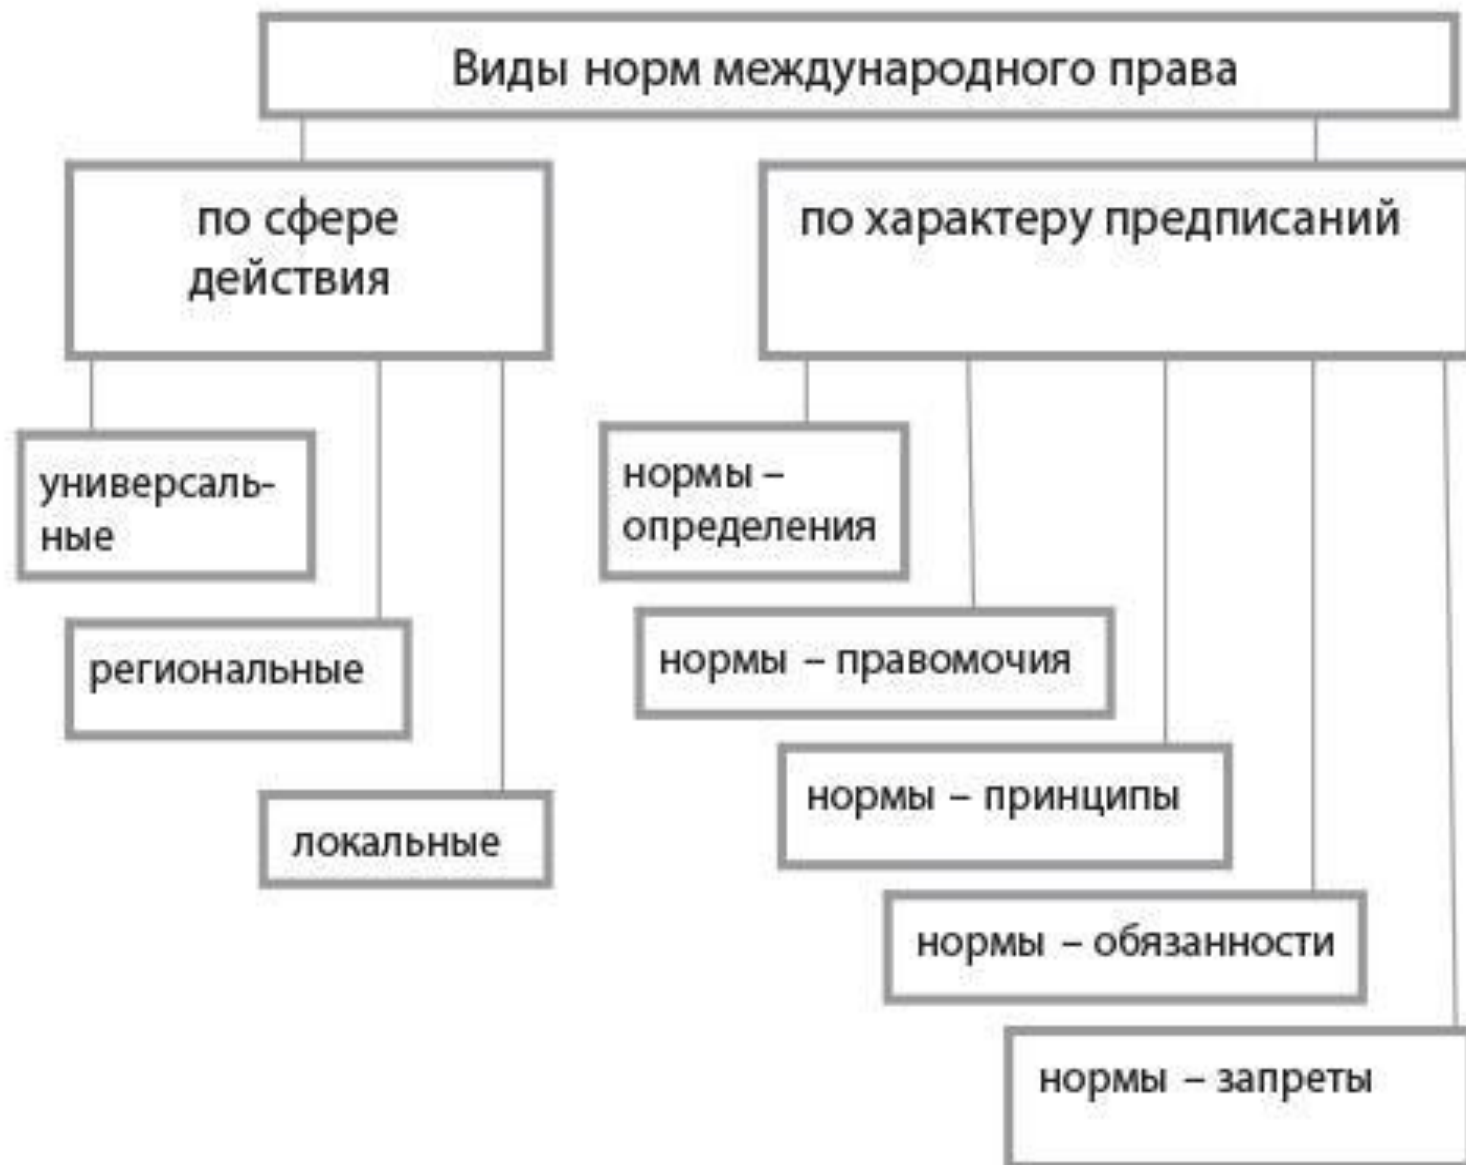 Виды норм международного права
по сфере
действия
по характеру предписаний
универсаль-
ные
региональные
локальные
нормы –
определения
нормы – правомочия
нормы – принципы
нормы – обязанности
нормы – запреты